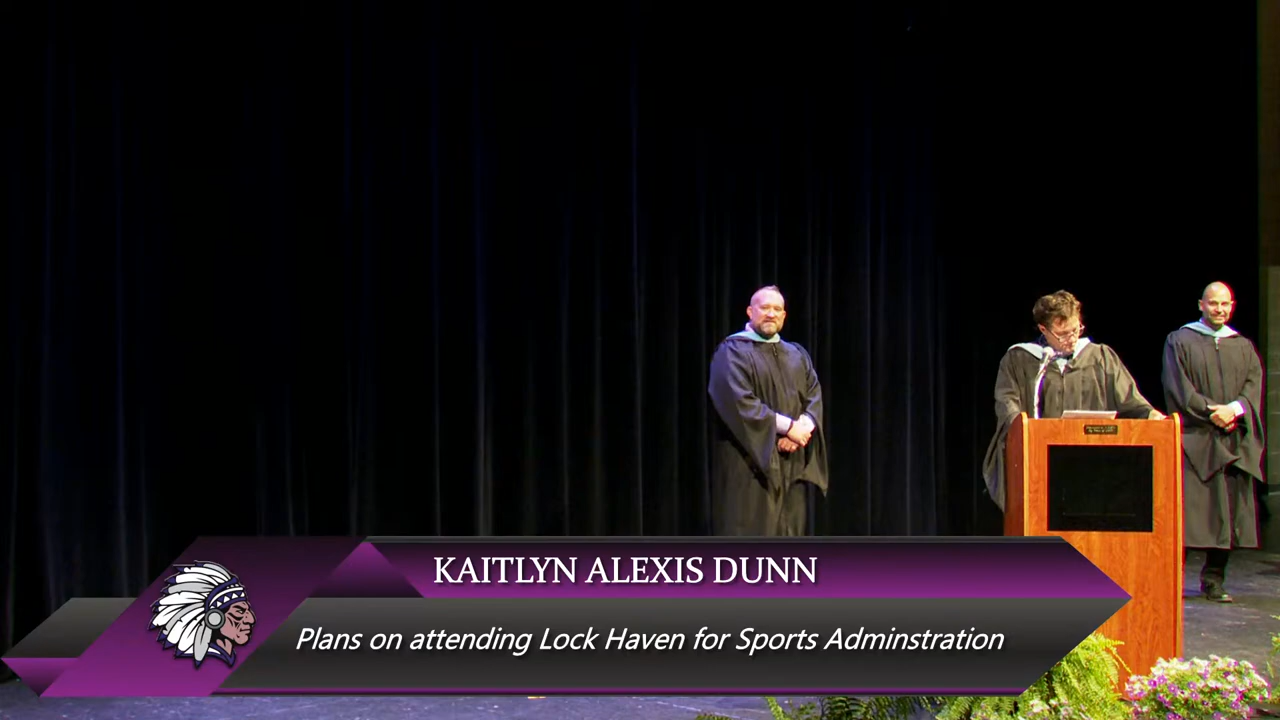 KAITLYN ALEXIS DUNN
Plans on attending Lock Haven for Sports Adminstration